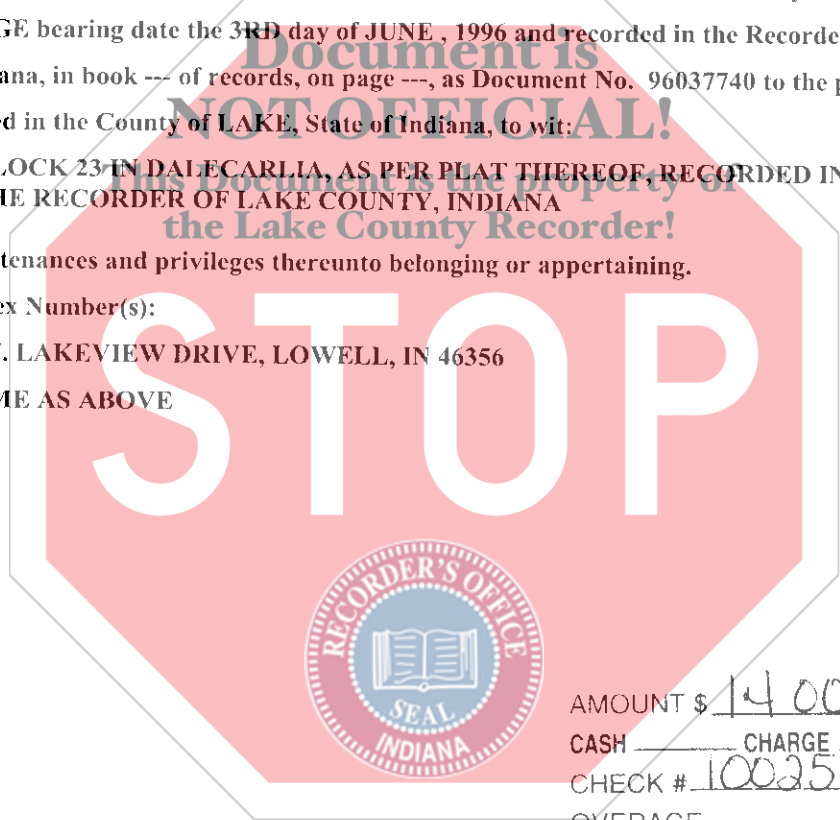 GE bearing date the 3RD day of JUNE , 1996 and recorded in the Recorde
Document is
ana, in book --- of records, on page ---, as Document No. 96037740 to the p
NOT OFFICIAL!
ed in the County of LAKE, State of Indiana, to wit:
LOCK 23 IN DALECARLIA, AS PER PLAT THEREOF, RECORDED IN
This Document is the property of
HE RECORDER OF LAKE COUNTY, INDIANA
the Lake County Recorder!
tenances and privileges thereunto belonging or appertaining.
ex Number(s):
. LAKEVIEW DRIVE, LOWELL, IN 46356
ME AS ABOVE
STOP
RECORDER'S OFFICE
SEAL
INDIANA
AMOUNT $ 14 00
CASH ______ CHARGE
CHECK # 10025
OVERAGE